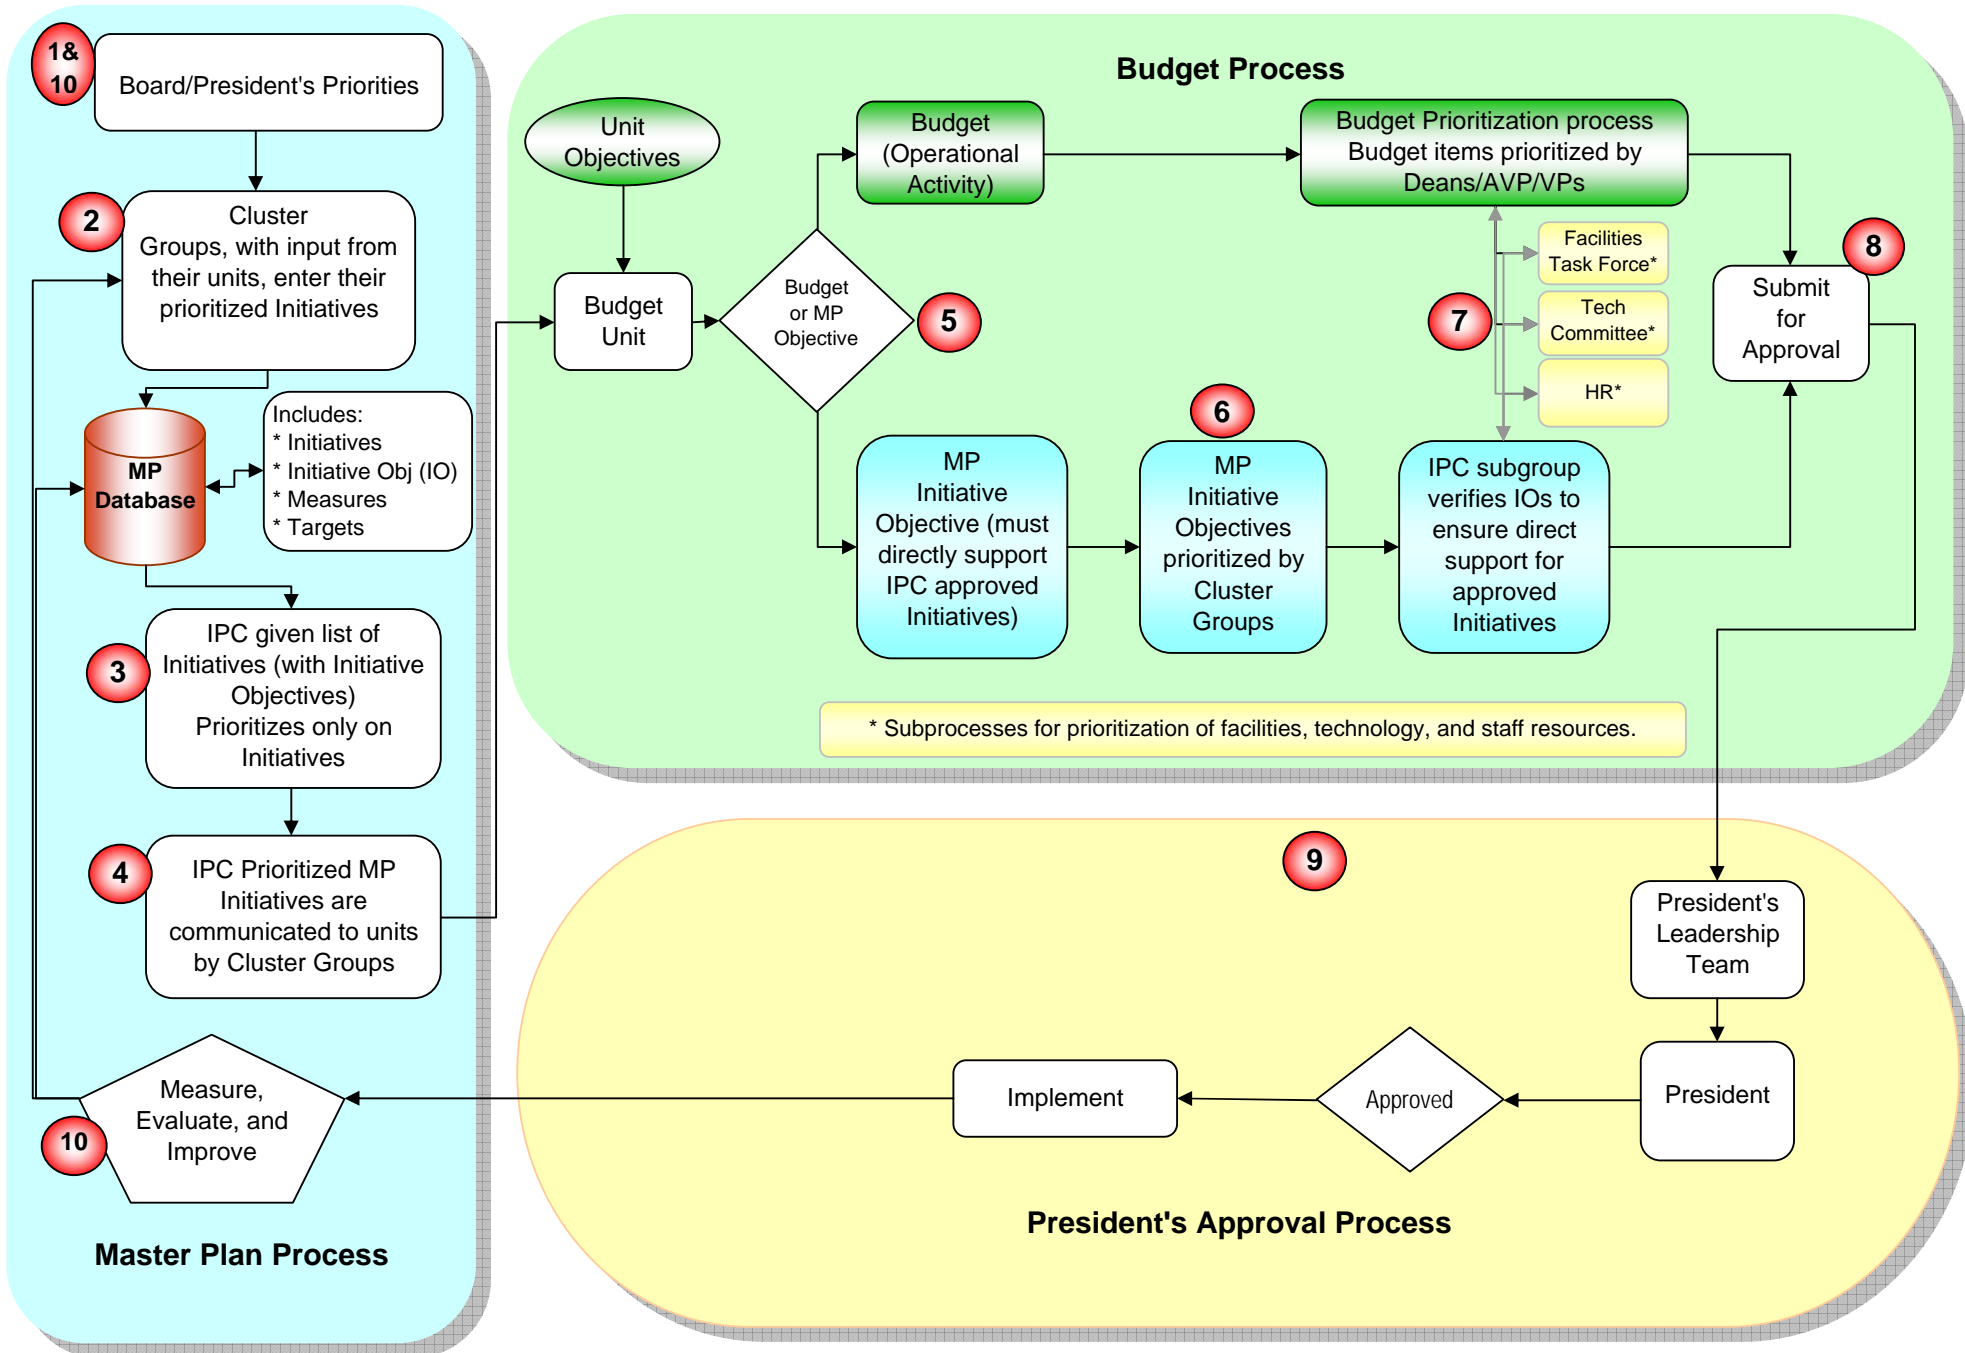 1&
10
Board/President's Priorities
2
Cluster
Groups, with input from
their units, enter their
prioritized Initiatives
MP
Database
Includes:
* Initiatives
* Initiative Obj (IO)
* Measures
* Targets
3
IPC given list of
Initiatives (with Initiative
Objectives)
Prioritizes only on
Initiatives
4
IPC Prioritized MP
Initiatives are
communicated to units
by Cluster Groups
10
Measure,
Evaluate, and
Improve
Master Plan Process
Budget Process
Unit
Objectives
Budget
Unit
Budget
or MP
Objective
5
Budget
(Operational
Activity)
Budget Prioritization process
Budget items prioritized by
Deans/AVP/VPs
7
Facilities
Task Force*
Tech
Committee*
HR*
8
Submit
for
Approval
MP
Initiative
Objective (must
directly support
IPC approved
Initiatives)
6
MP
Initiative
Objectives
prioritized by
Cluster
Groups
IPC subgroup
verifies IOs to
ensure direct
support for
approved
Initiatives
* Subprocesses for prioritization of facilities, technology, and staff resources.
9
President's
Leadership
Team
President
Approved
Implement
President's Approval Process